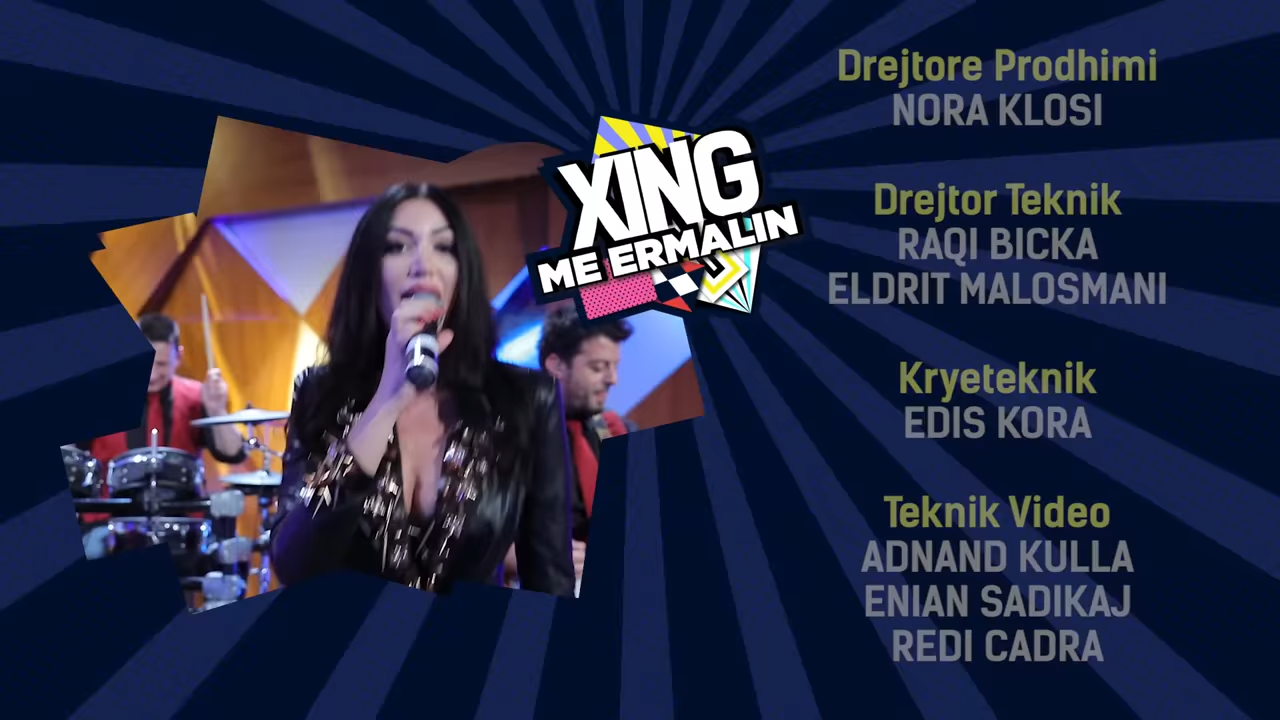 XING
ME ERMALIN
Drejtore Prodhimi
NORA KLOSI
Drejtor Teknik
RAQI BICKA
ELDRIT MALOSMANI
Kryeteknik
EDIS KORA
Teknik Video
ADNAND KULLA
ENIAN SADIKAJ
REDI CADRA